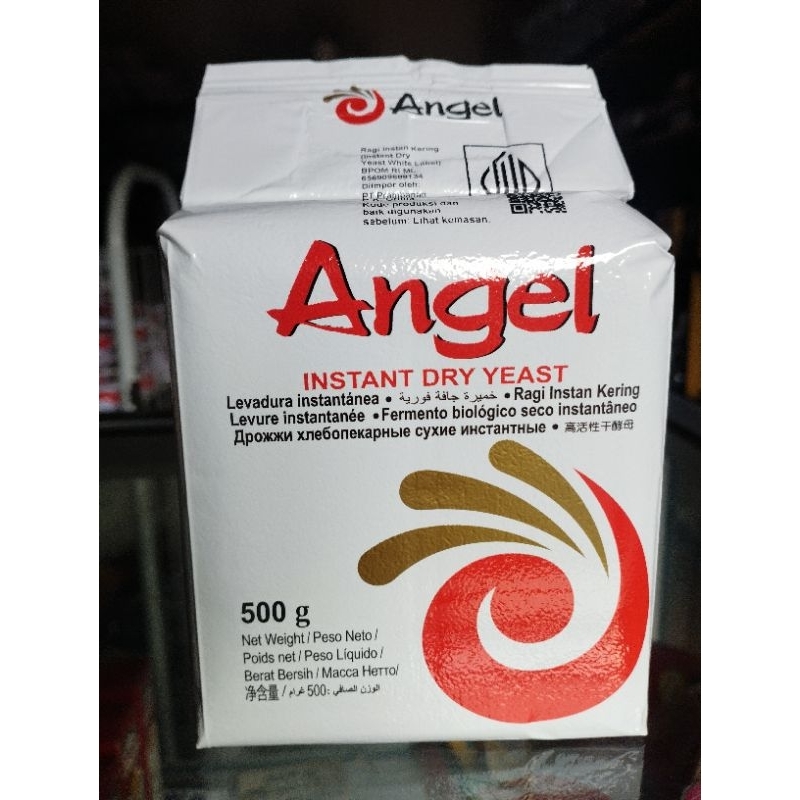 Angel
Ragi Instan Kering
(Instant Dry
Yeast White Label)
BPOM RI ML
Diimpor oleh:
PT
Kode produksi dan
baik digunakan
sebelum: Lihat kemasan.
Angel
INSTANT DRY YEAST
Levadura instantánea • خميرة جافة فورية • Ragi Instan Kering
Levure instantanée • Fermento biológico seco instantâneo
Дрожжи хлебопекарные сухие инстантные • 高活性干酵母
500 g
Net Weight / Peso Neto /
Poids net / Peso Líquido /
Berat Bersih / Масса Нетто/
净含量 / الوزن الصافي: 500 غرام